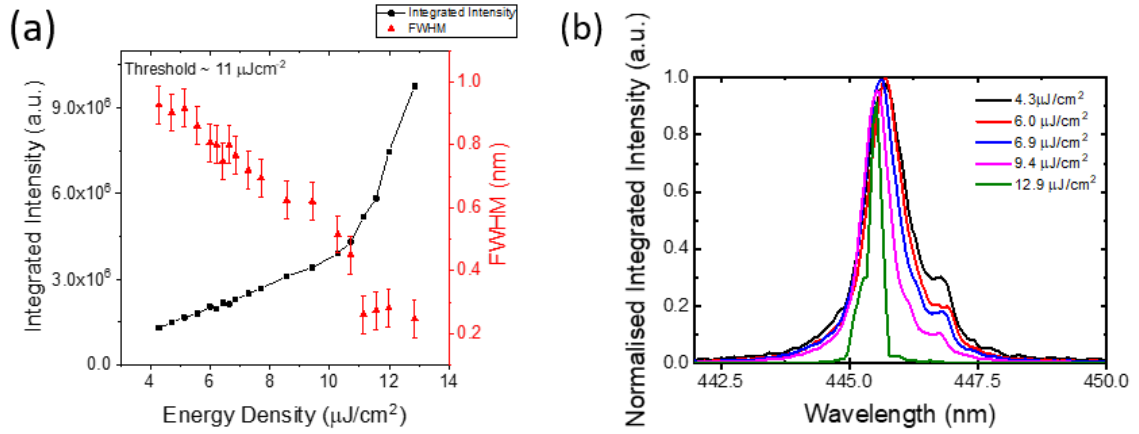 (a)
Integrated Intensity
FWHM
Threshold ~ 11 μJcm-2
Integrated Intensity (a.u.)
9.0x10⁶
6.0x10⁶
3.0x10⁶
0.0
1.0
0.8
0.6
0.4
0.2
FWHM (nm)
4 6 8 10 12 14
Energy Density (μJ/cm²)
(b)
Normalised Integrated Intensity (a.u.)
1.0
0.8
0.6
0.4
0.2
0.0
4.3μJ/cm²
6.0 μJ/cm²
6.9 μJ/cm²
9.4 μJ/cm²
12.9 μJ/cm²
442.5 445.0 447.5 450.0
Wavelength (nm)